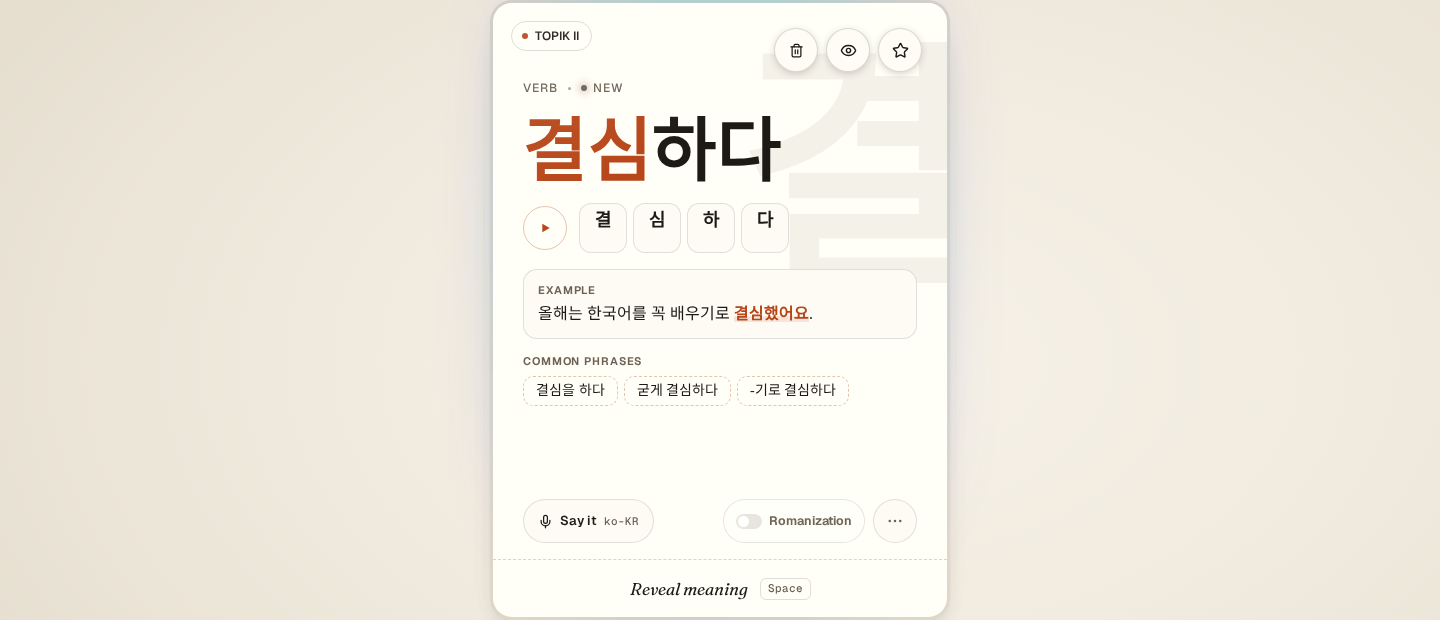 TOPIK II
VERB • NEW
결심하다
결 심 하 다
EXAMPLE
올해는 한국어를 꼭 배우기로 결심했어요.
COMMON PHRASES
결심을 하다 굳게 결심하다 -기로 결심하다
Say it ko-KR Romanization
Reveal meaning Space